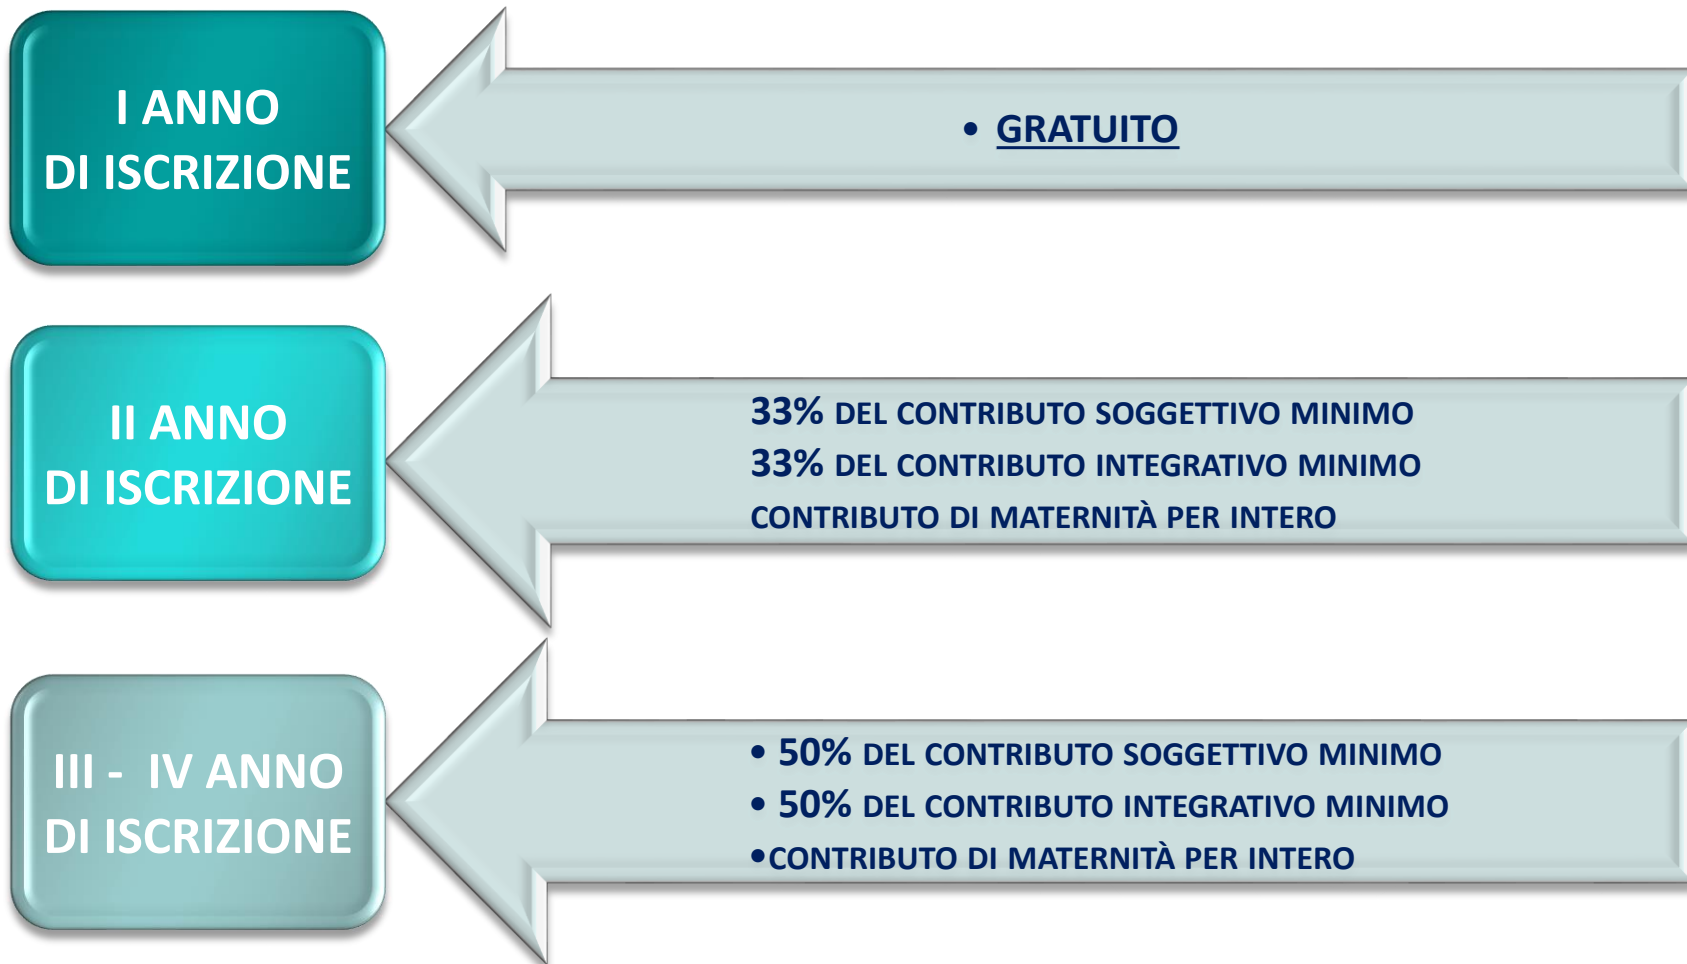 I ANNO
DI ISCRIZIONE
• GRATUITO
II ANNO
DI ISCRIZIONE
33% DEL CONTRIBUTO SOGGETTIVO MINIMO
33% DEL CONTRIBUTO INTEGRATIVO MINIMO
CONTRIBUTO DI MATERNITÀ PER INTERO
III - IV ANNO
DI ISCRIZIONE
• 50% DEL CONTRIBUTO SOGGETTIVO MINIMO
• 50% DEL CONTRIBUTO INTEGRATIVO MINIMO
•CONTRIBUTO DI MATERNITÀ PER INTERO